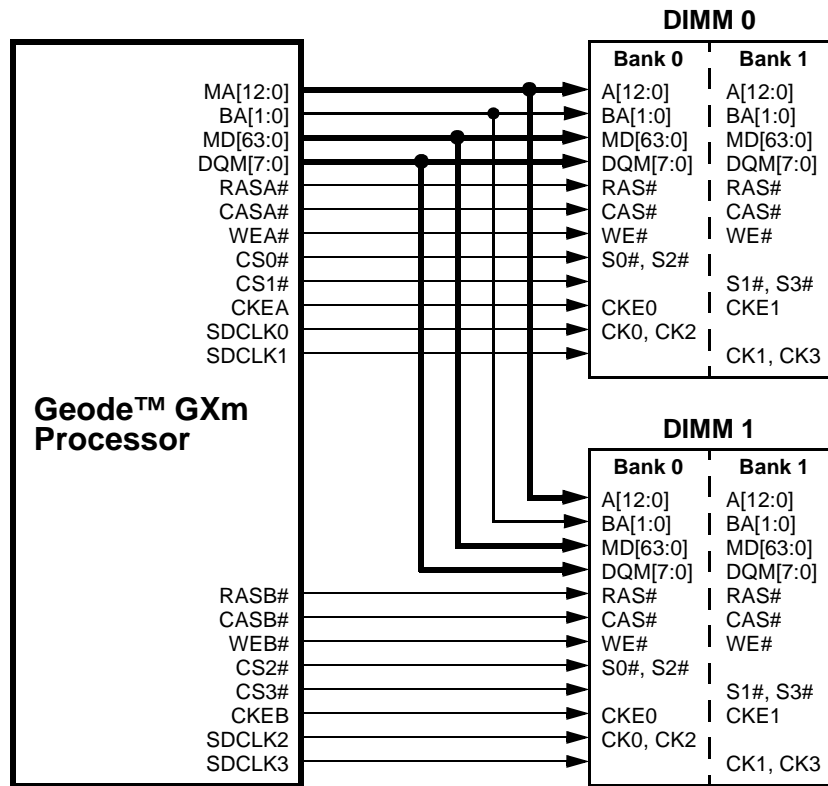 DIMM 0
Bank 0 Bank 1
MA[12:0] A[12:0] A[12:0]
BA[1:0] BA[1:0] BA[1:0]
MD[63:0] MD[63:0] MD[63:0]
DQM[7:0] DQM[7:0] DQM[7:0]
RASA# RAS# RAS#
CASA# CAS# CAS#
WEA# WE# WE#
CS0# S0#, S2#
CS1# S1#, S3#
CKEA CKE0 CKE1
SDCLK0 CK0, CK2
SDCLK1 CK1, CK3
Geode™ GXm
Processor
DIMM 1
Bank 0 Bank 1
A[12:0] A[12:0]
BA[1:0] BA[1:0]
MD[63:0] MD[63:0]
DQM[7:0] DQM[7:0]
RASB# RAS# RAS#
CASB# CAS# CAS#
WEB# WE# WE#
CS2# S0#, S2#
CS3# S1#, S3#
CKEB CKE0 CKE1
SDCLK2 CK0, CK2
SDCLK3 CK1, CK3